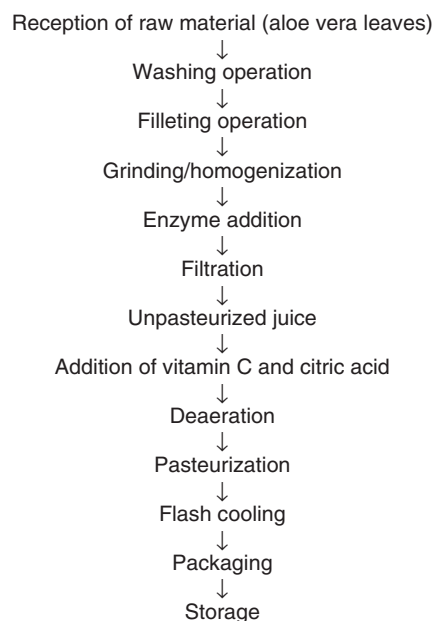 Reception of raw material (aloe vera leaves)
↓
Washing operation
↓
Filleting operation
↓
Grinding/homogenization
↓
Enzyme addition
↓
Filtration
↓
Unpasteurized juice
↓
Addition of vitamin C and citric acid
↓
Deaeration
↓
Pasteurization
↓
Flash cooling
↓
Packaging
↓
Storage